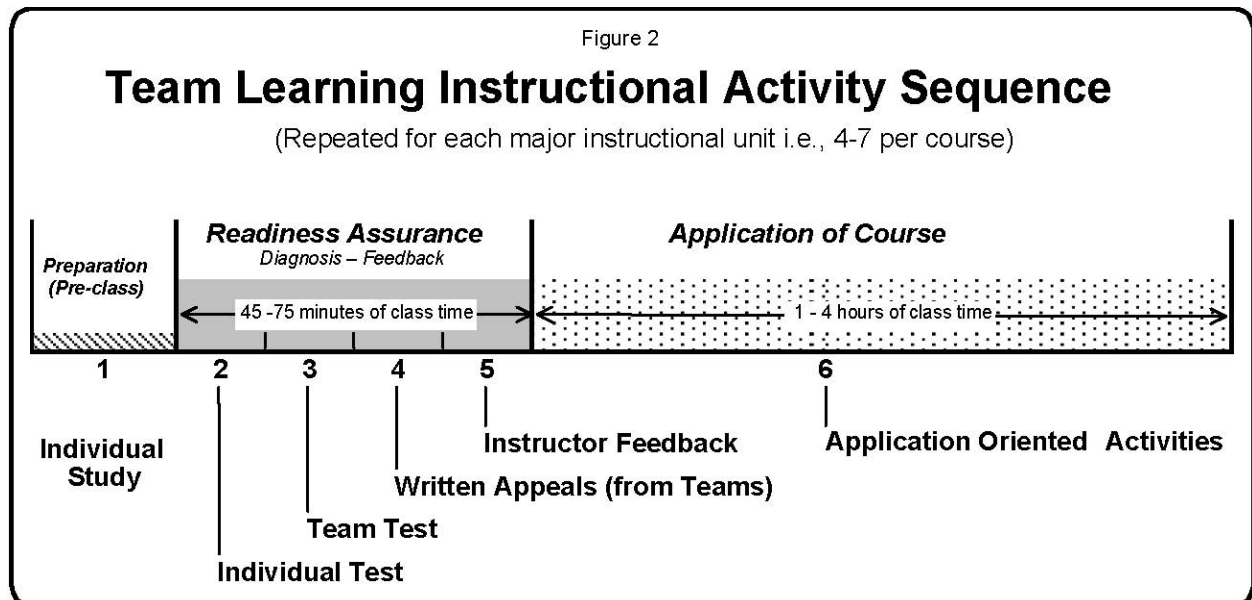 Figure 2
Team Learning Instructional Activity Sequence
(Repeated for each major instructional unit i.e., 4-7 per course)
Preparation
(Pre-class)
Readiness Assurance
Diagnosis – Feedback
Application of Course
45 -75 minutes of class time
1 - 4 hours of class time
1 2 3 4 5 6
Individual
Study
Instructor Feedback
Application Oriented Activities
Written Appeals (from Teams)
Team Test
Individual Test